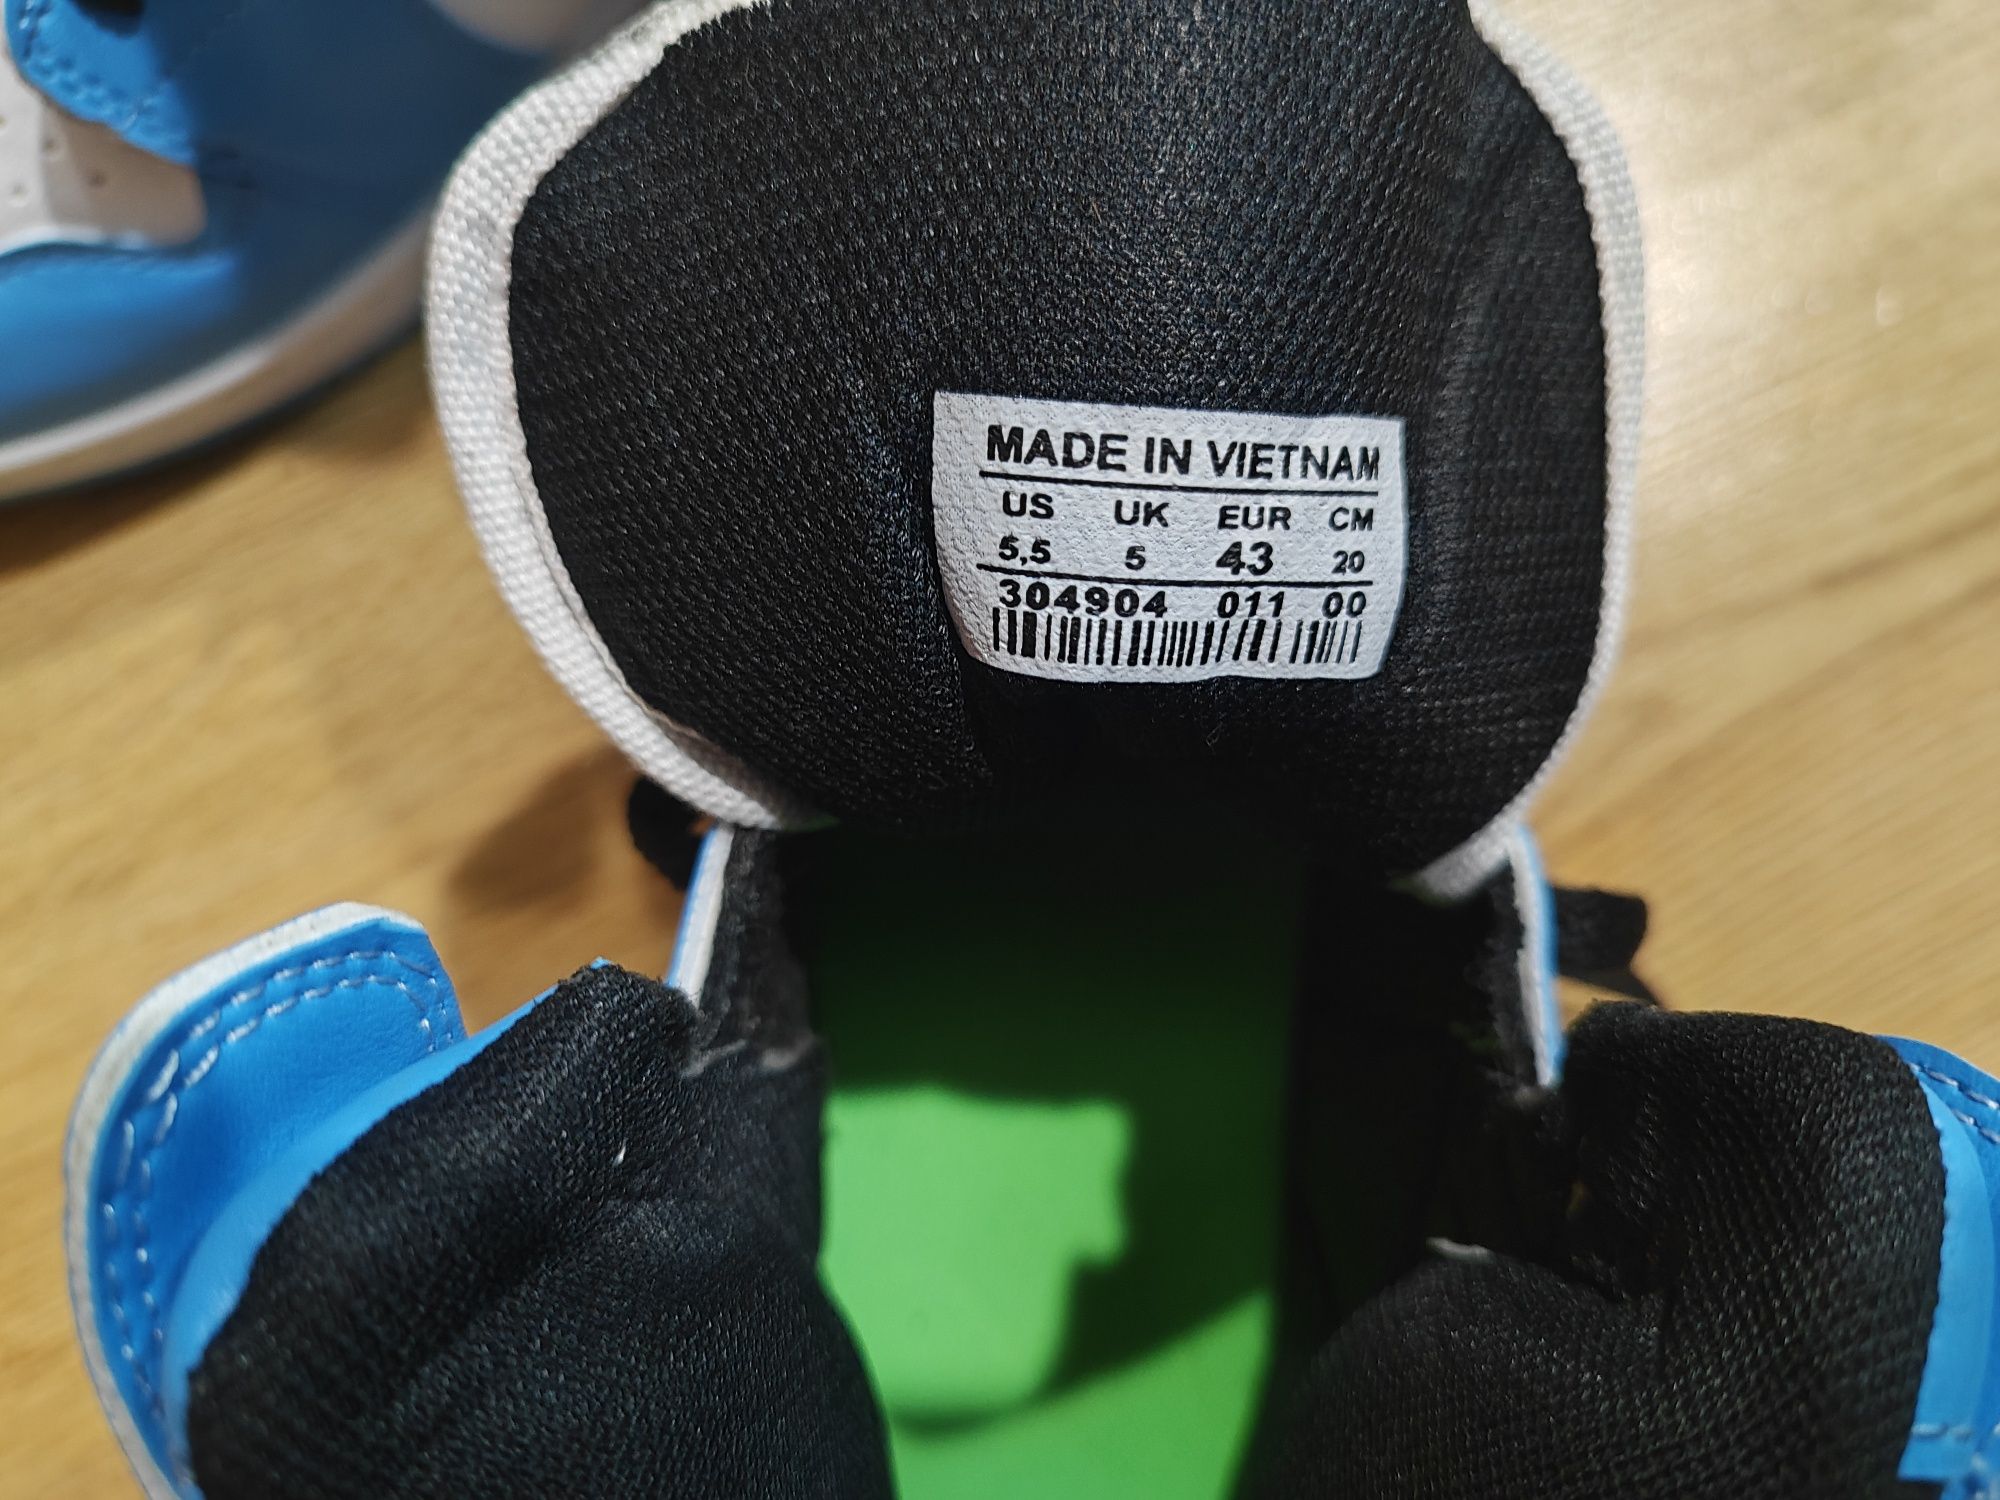 MADE IN VIETNAM
US UK EUR CM
5,5 5 43 20
304904 011 00